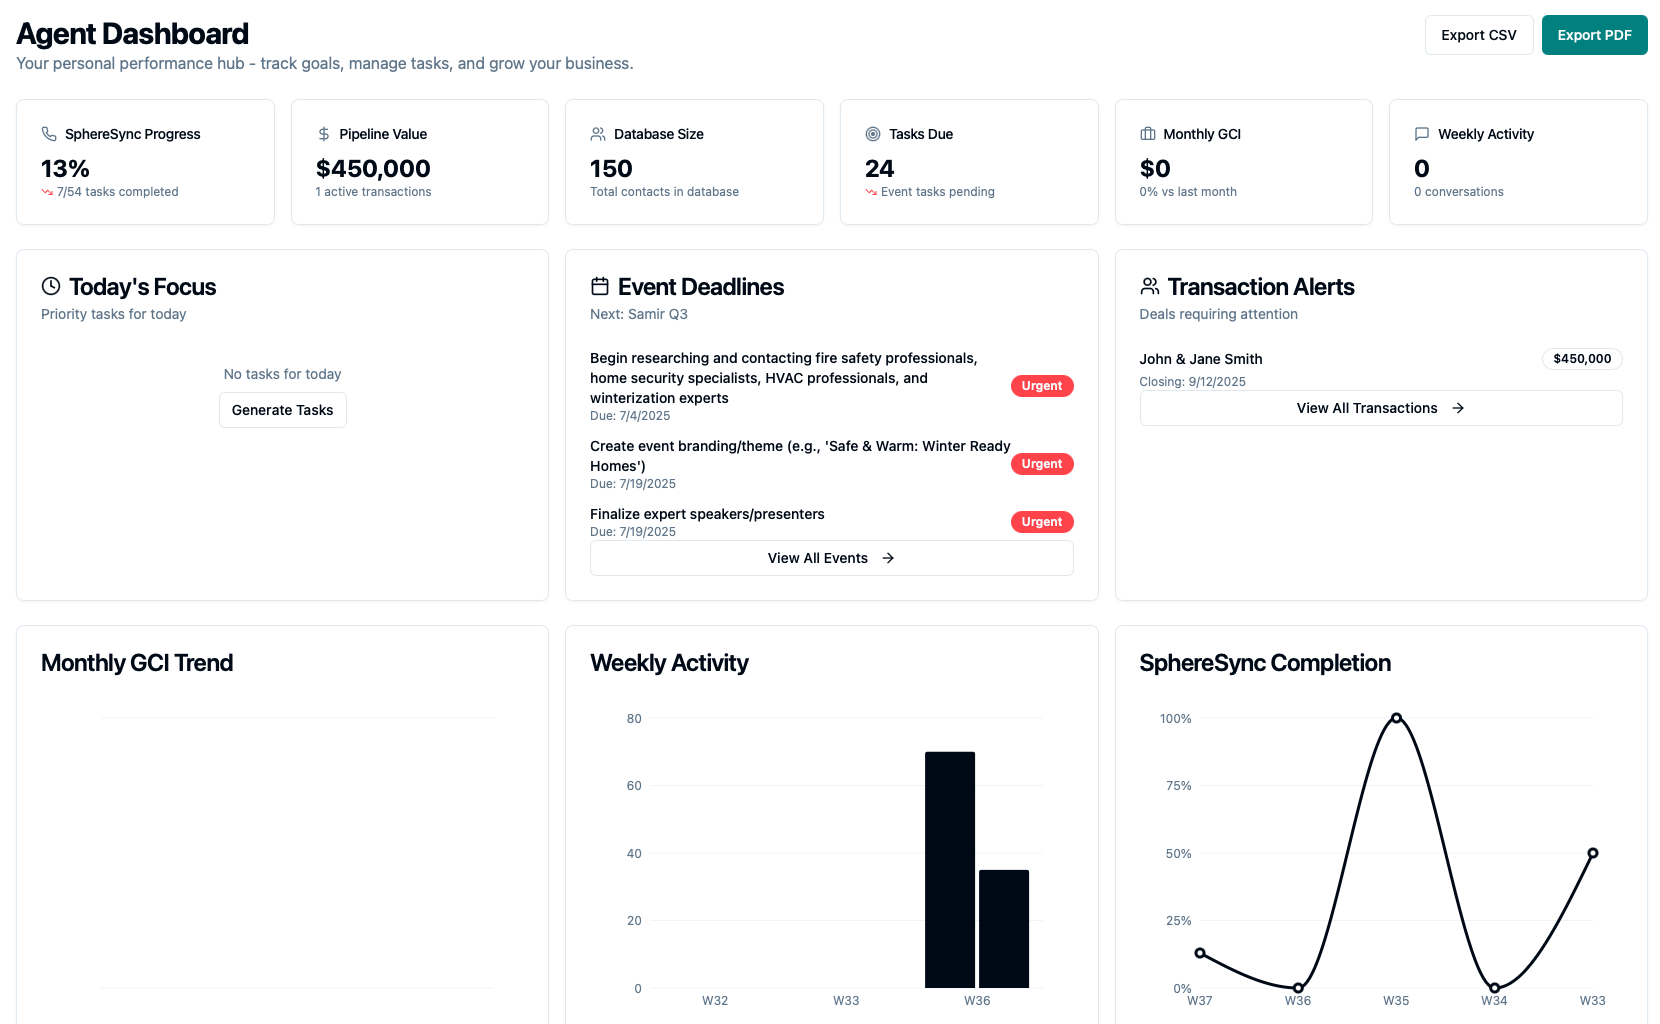 Agent Dashboard
Your personal performance hub - track goals, manage tasks, and grow your business.
Export CSV
Export PDF
SphereSync Progress
13%
7/54 tasks completed
Pipeline Value
$450,000
1 active transactions
Database Size
150
Total contacts in database
Tasks Due
24
Event tasks pending
Monthly GCI
$0
0% vs last month
Weekly Activity
0
0 conversations
Today's Focus
Priority tasks for today
No tasks for today
Generate Tasks
Event Deadlines
Next: Samir Q3
Begin researching and contacting fire safety professionals,
home security specialists, HVAC professionals, and
winterization experts
Due: 7/4/2025
Urgent
Create event branding/theme (e.g., 'Safe & Warm: Winter Ready
Homes')
Due: 7/19/2025
Urgent
Finalize expert speakers/presenters
Due: 7/19/2025
Urgent
View All Events
Transaction Alerts
Deals requiring attention
John & Jane Smith
$450,000
Closing: 9/12/2025
View All Transactions
Monthly GCI Trend
Weekly Activity
80
60
40
20
0
W32 W33 W36
SphereSync Completion
100%
75%
50%
25%
0%
W37 W36 W35 W34 W33